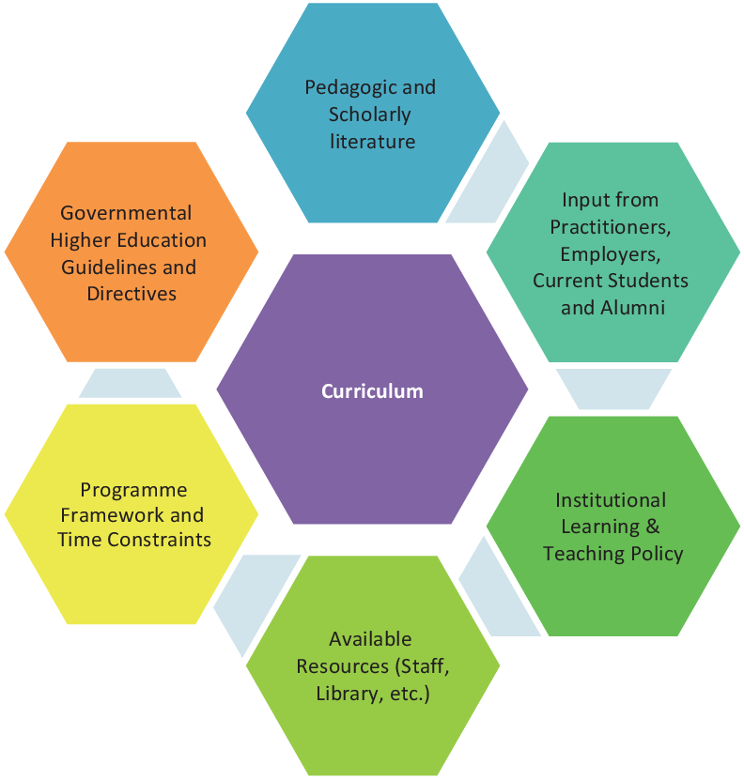 Pedagogic and
Scholarly
literature
Input from
Practitioners,
Employers,
Current Students
and Alumni
Governmental
Higher Education
Guidelines and
Directives
Curriculum
Programme
Framework and
Time Constraints
Institutional
Learning &
Teaching Policy
Available
Resources (Staff,
Library, etc.)